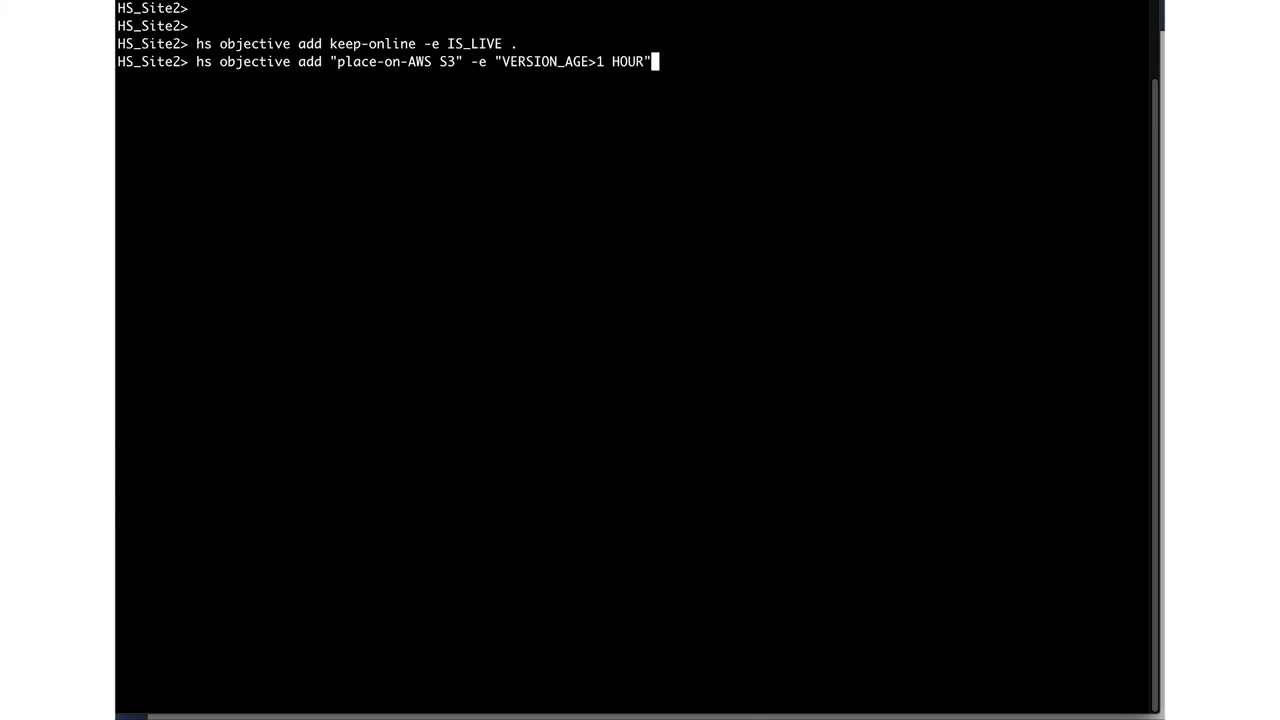 HS_Site2>
HS_Site2>
HS_Site2> hs objective add keep-online -e IS_LIVE .
HS_Site2> hs objective add "place-on-AWS S3" -e "VERSION_AGE>1 HOUR"